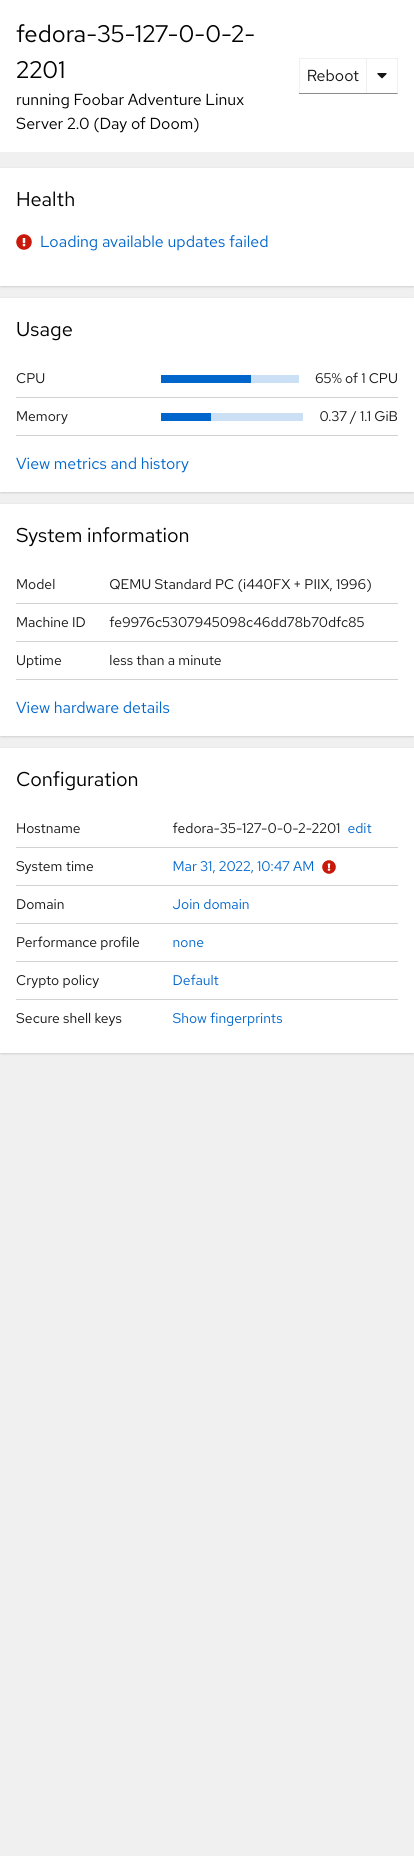 fedora-35-127-0-0-2-
2201
Reboot
running Foobar Adventure Linux
Server 2.0 (Day of Doom)
Health
Loading available updates failed
Usage
CPU 65% of 1 CPU
Memory 0.37 / 1.1 GiB
View metrics and history
System information
Model QEMU Standard PC (i440FX + PIIX, 1996)
Machine ID fe9976c5307945098c46dd78b70dfc85
Uptime less than a minute
View hardware details
Configuration
Hostname fedora-35-127-0-0-2-2201 edit
System time Mar 31, 2022, 10:47 AM
Domain Join domain
Performance profile none
Crypto policy Default
Secure shell keys Show fingerprints